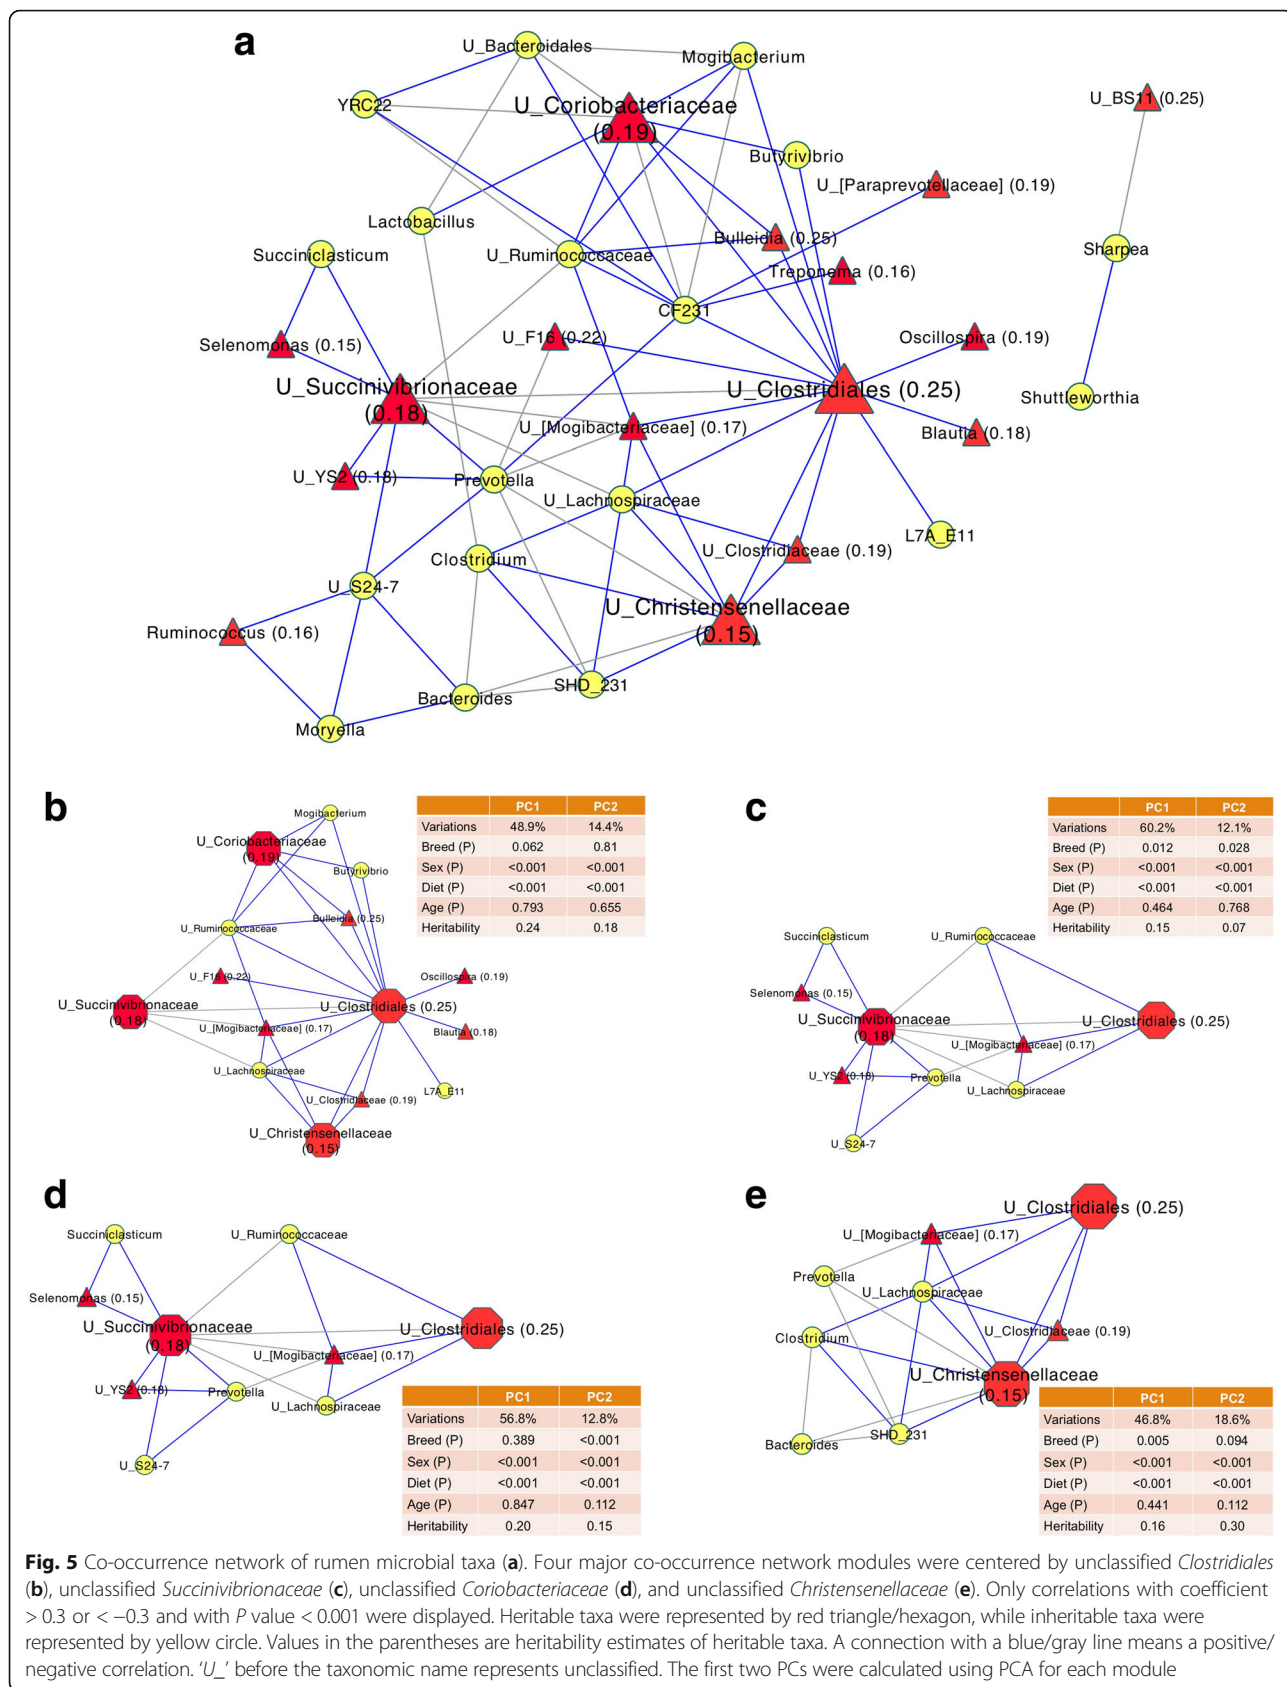 a
U_Bacteroidales
Mogibacterium
YRC22
U_Coriobacteriaceae
(0.19)
U_BS11 (0.25)
Butyrivibrio
U_[Paraprevotellaceae] (0.19)
Lactobacillus
Bulleidia (0.25)
Succiniclasticum
U_Ruminococcaceae
Sharpea
Treponema (0.16)
CF231
Selenomonas (0.15)
U_F16 (0.22)
Oscillospira (0.19)
U_Succinivibrionaceae
(0.18)
U_Clostridiales (0.25)
Shuttleworthia
U_[Mogibacteriaceae] (0.17)
Blautia (0.18)
U_YS2 (0.18)
Prevotella
U_Lachnospiraceae
L7A_E11
Clostridium
U_Clostridiaceae (0.19)
U_S24-7
U_Christensenellaceae
(0.15)
Ruminococcus (0.16)
Bacteroides
SHD_231
Moryella
b
Mogibacterium
U_Coriobacteriaceae
(0.19)
Butyrivibrio
Bulleidia (0.25)
U_Ruminococcaceae
U_F16 (0.22)
Oscillospira (0.19)
U_Succinivibrionaceae
(0.18)
U_Clostridiales (0.25)
U_[Mogibacteriaceae] (0.17)
Blautia (0.18)
U_Lachnospiraceae
L7A_E11
U_Clostridiaceae (0.19)
U_Christensenellaceae
(0.15)
PC1 PC2
Variations 48.9% 14.4%
Breed (P) 0.062 0.81
Sex (P) <0.001 <0.001
Diet (P) <0.001 <0.001
Age (P) 0.793 0.655
Heritability 0.24 0.18
c
PC1 PC2
Variations 60.2% 12.1%
Breed (P) 0.012 0.028
Sex (P) <0.001 <0.001
Diet (P) <0.001 <0.001
Age (P) 0.464 0.768
Heritability 0.15 0.07
Succiniclasticum
U_Ruminococcaceae
Selenomonas (0.15)
U_Succinivibrionaceae
(0.18)
U_Clostridiales (0.25)
U_[Mogibacteriaceae] (0.17)
U_YS2 (0.18)
Prevotella
U_Lachnospiraceae
U_S24-7
d
Succiniclasticum
U_Ruminococcaceae
Selenomonas (0.15)
U_Succinivibrionaceae
(0.18)
U_Clostridiales (0.25)
U_[Mogibacteriaceae] (0.17)
U_YS2 (0.18)
Prevotella
U_Lachnospiraceae
U_S24-7
PC1 PC2
Variations 56.8% 12.8%
Breed (P) 0.389 <0.001
Sex (P) <0.001 <0.001
Diet (P) <0.001 <0.001
Age (P) 0.847 0.112
Heritability 0.20 0.15
e
U_Clostridiales (0.25)
U_[Mogibacteriaceae] (0.17)
Prevotella
U_Lachnospiraceae
Clostridium
U_Clostridiaceae (0.19)
U_Christensenellaceae
(0.15)
SHD_231
Bacteroides
PC1 PC2
Variations 46.8% 18.6%
Breed (P) 0.005 0.094
Sex (P) <0.001 <0.001
Diet (P) <0.001 <0.001
Age (P) 0.441 0.112
Heritability 0.16 0.30
Fig. 5 Co-occurrence network of rumen microbial taxa (a). Four major co-occurrence network modules were centered by unclassified Clostridiales
(b), unclassified Succinivibrionaceae (c), unclassified Coriobacteriaceae (d), and unclassified Christensenellaceae (e). Only correlations with coefficient
> 0.3 or < −0.3 and with P value < 0.001 were displayed. Heritable taxa were represented by red triangle/hexagon, while inheritable taxa were
represented by yellow circle. Values in the parentheses are heritability estimates of heritable taxa. A connection with a blue/gray line means a positive/
negative correlation. ‘U_’ before the taxonomic name represents unclassified. The first two PCs were calculated using PCA for each module